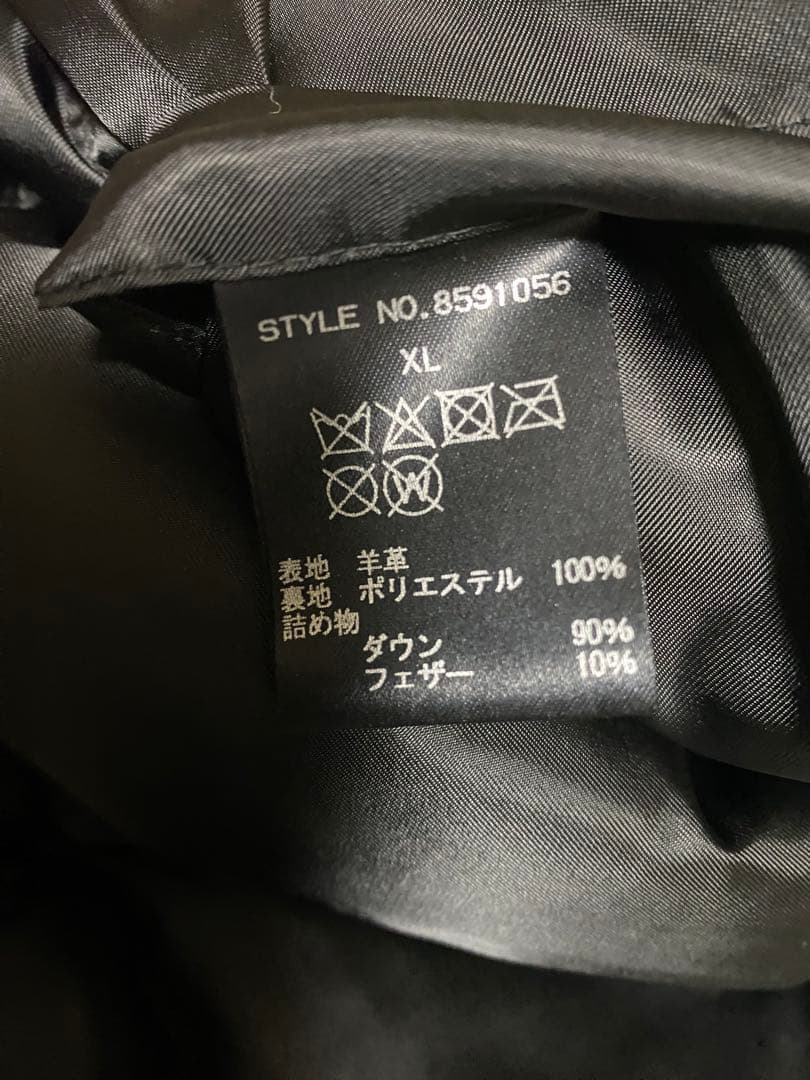 STYLE NO.8591056
XL
W
表地 羊革
裏地 ポリエステル 100%
詰め物
ダウン 90%
フェザー 10%